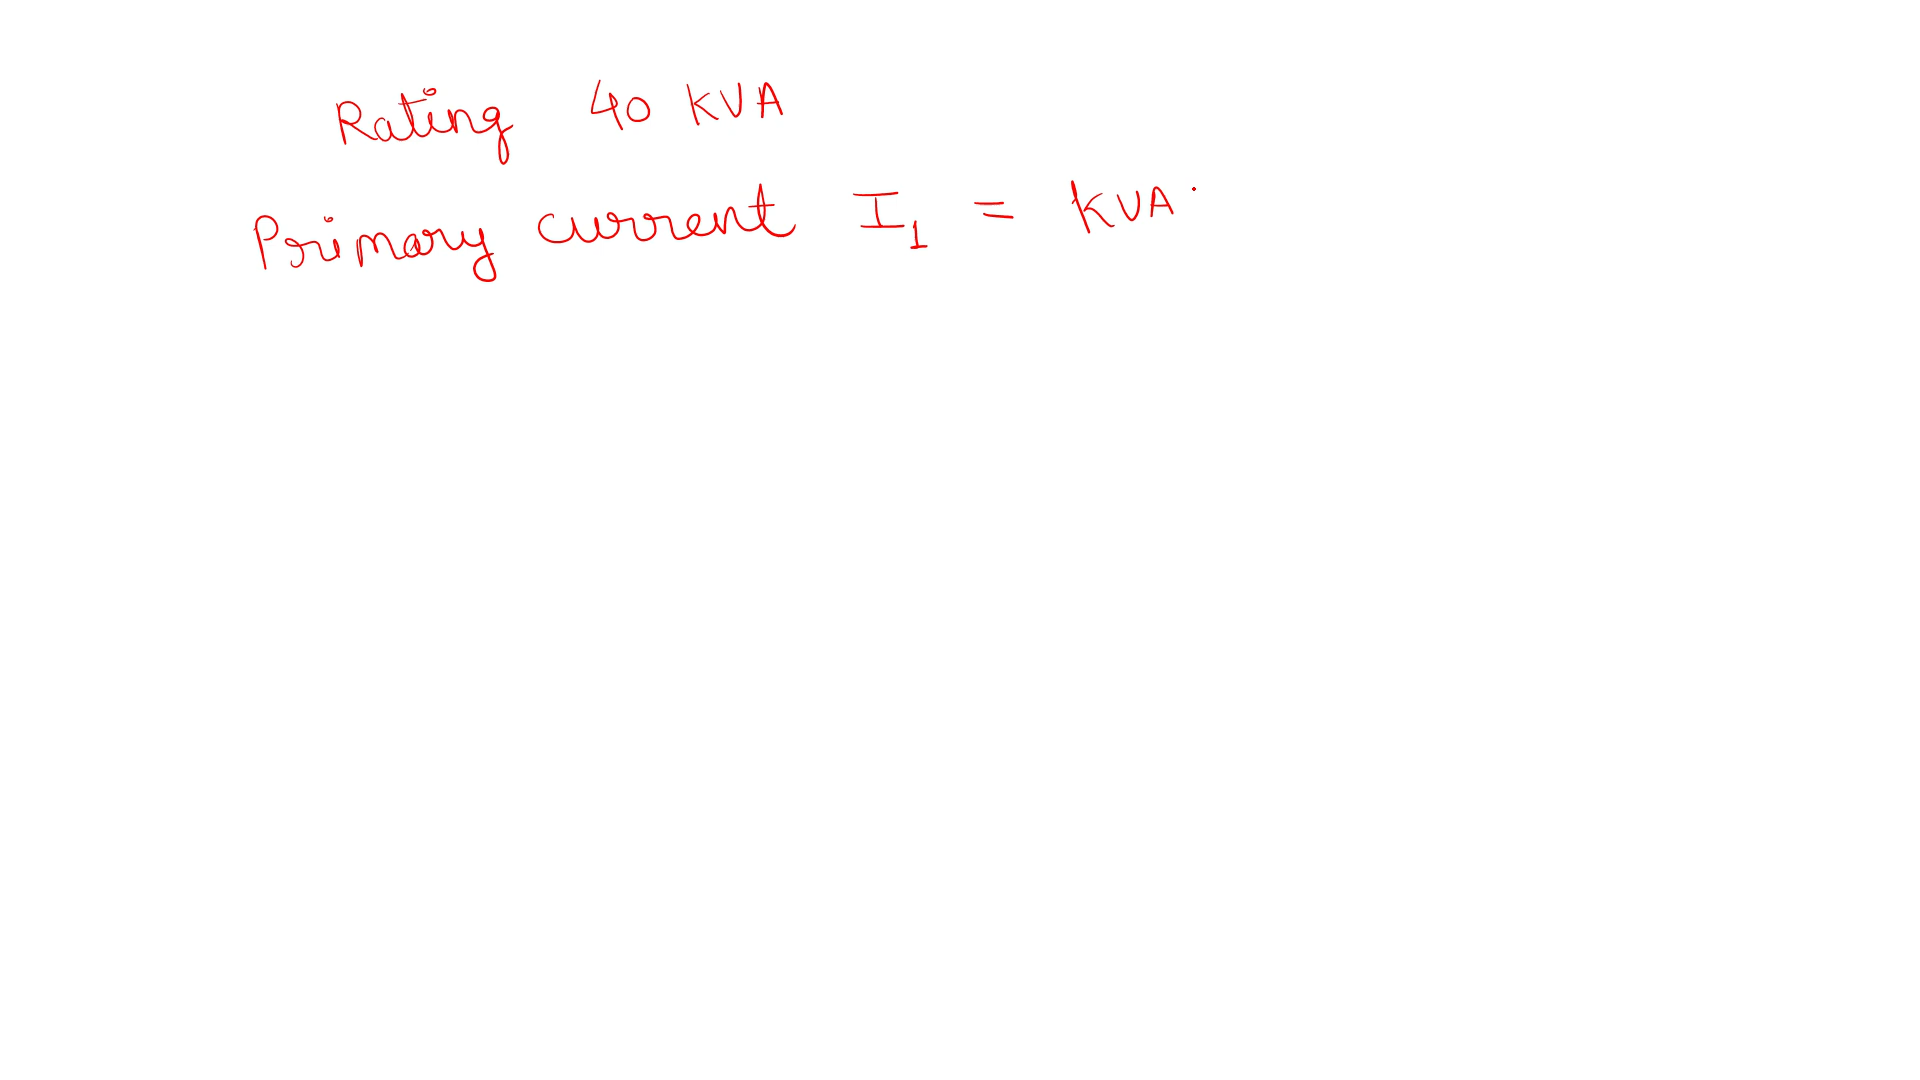 Rating 40 KVA
Primary current I₁ = KVA